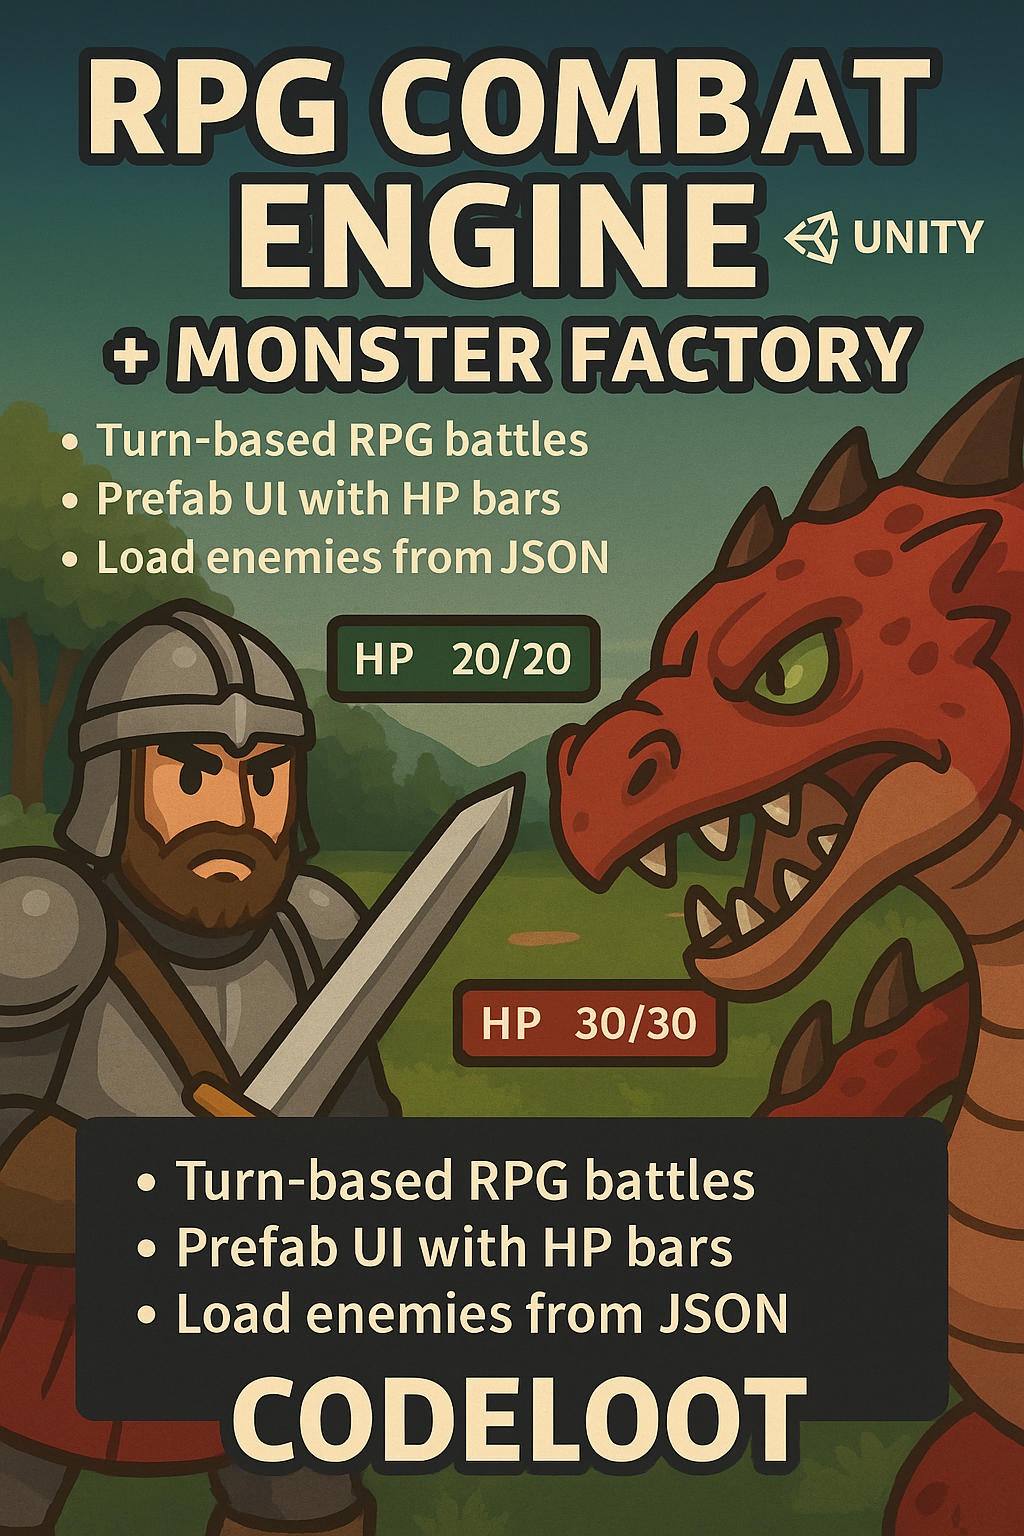 RPG COMBAT
ENGINE
UNITY
+ MONSTER FACTORY
• Turn-based RPG battles
• Prefab UI with HP bars
• Load enemies from JSON
HP 20/20
HP 30/30
• Turn-based RPG battles
• Prefab UI with HP bars
• Load enemies from JSON
CODELOOT